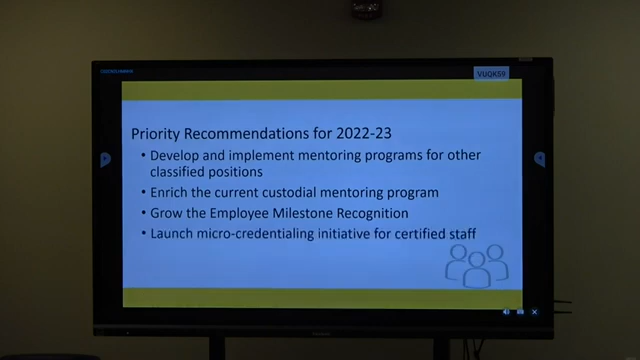 VUQK59
Priority Recommendations for 2022-23
• Develop and implement mentoring programs for other
classified positions
• Enrich the current custodial mentoring program
• Grow the Employee Milestone Recognition
• Launch micro-credentialing initiative for certified staff